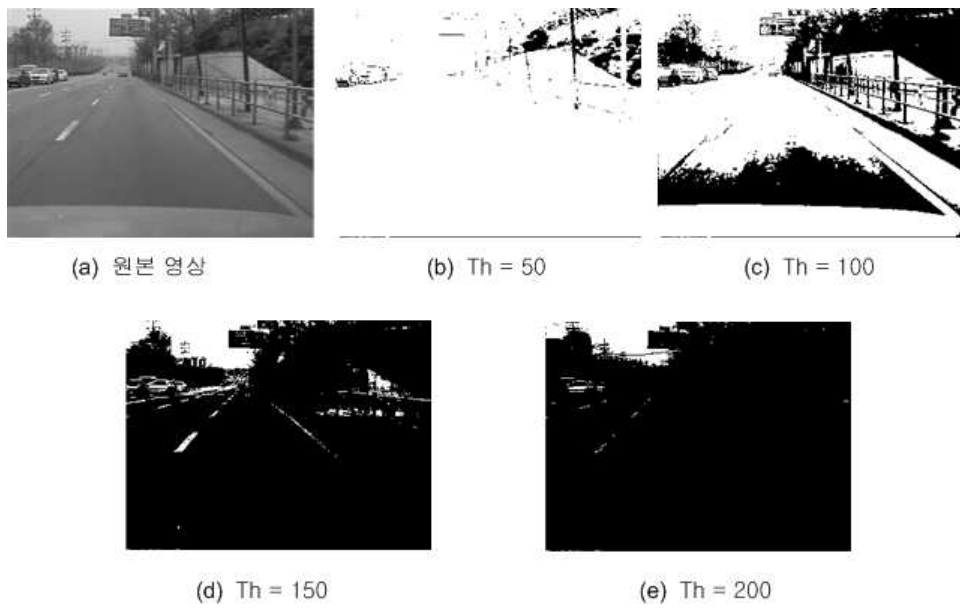 (a) 원본 영상
(b) Th = 50
(c) Th = 100
(d) Th = 150
(e) Th = 200